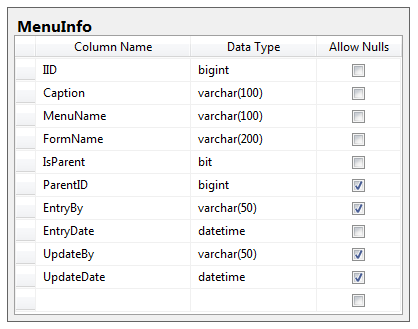 MenuInfo
Column Name Data Type Allow Nulls
IID bigint
Caption varchar(100)
MenuName varchar(100)
FormName varchar(200)
IsParent bit
ParentID bigint
EntryBy varchar(50)
EntryDate datetime
UpdateBy varchar(50)
UpdateDate datetime